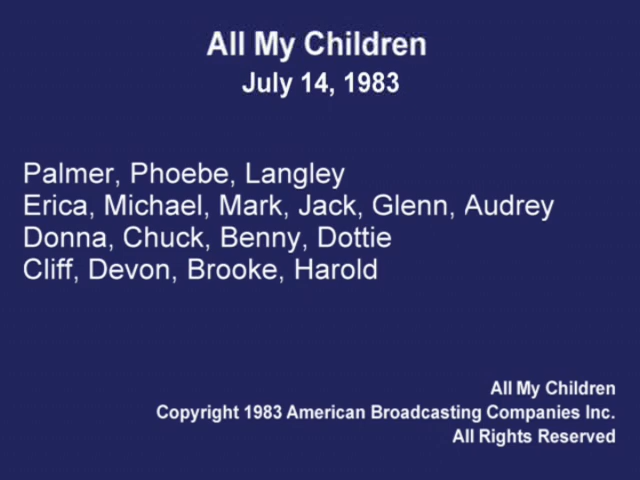 All My Children
July 14, 1983
Palmer, Phoebe, Langley
Erica, Michael, Mark, Jack, Glenn, Audrey
Donna, Chuck, Benny, Dottie
Cliff, Devon, Brooke, Harold
All My Children
Copyright 1983 American Broadcasting Companies Inc.
All Rights Reserved